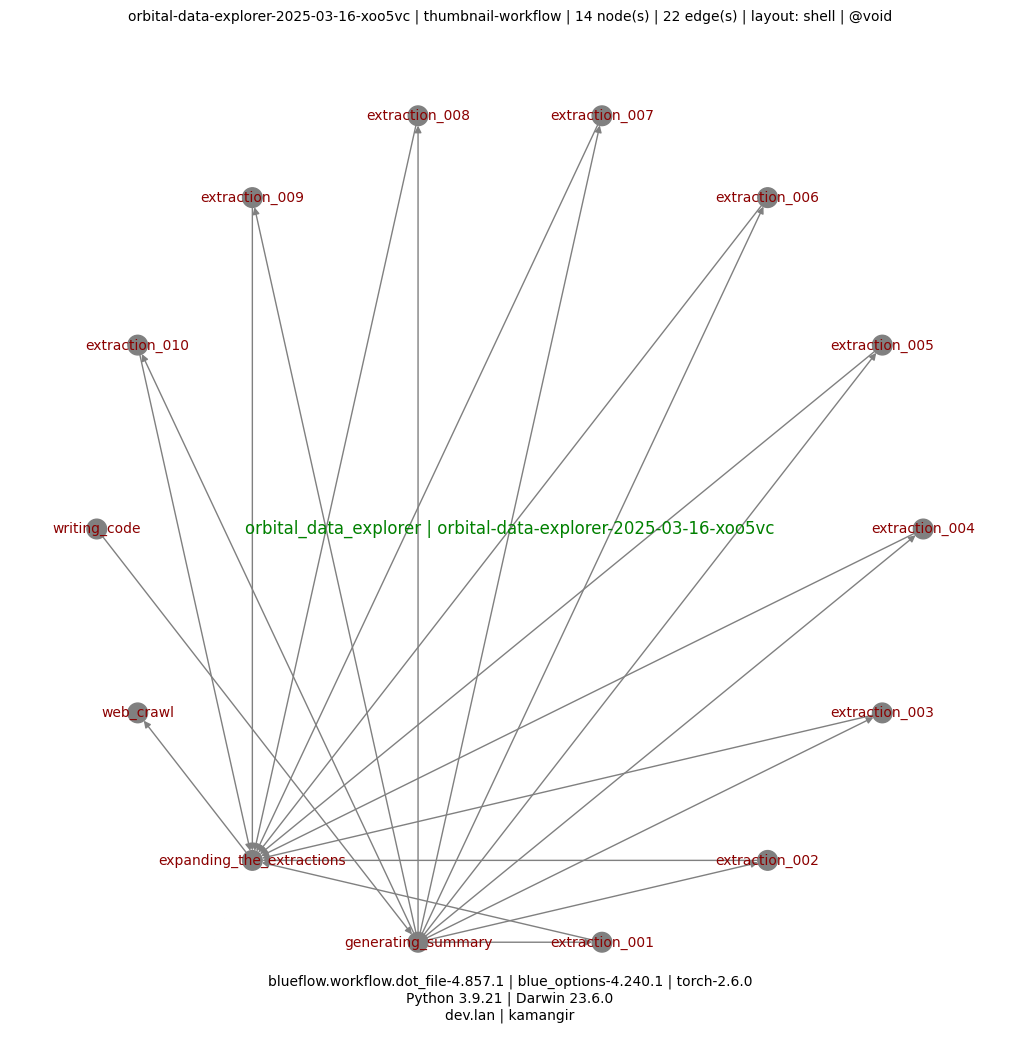 orbital-data-explorer-2025-03-16-xoo5vc | thumbnail-workflow | 14 node(s) | 22 edge(s) | layout: shell | @void
extraction_008
extraction_007
extraction_009
extraction_006
extraction_010
extraction_005
writing_code
orbital_data_explorer | orbital-data-explorer-2025-03-16-xoo5vc
extraction_004
web_crawl
extraction_003
expanding_the_extractions
extraction_002
generating_summary
extraction_001
blueflow.workflow.dot_file-4.857.1 | blue_options-4.240.1 | torch-2.6.0
Python 3.9.21 | Darwin 23.6.0
dev.lan | kamangir